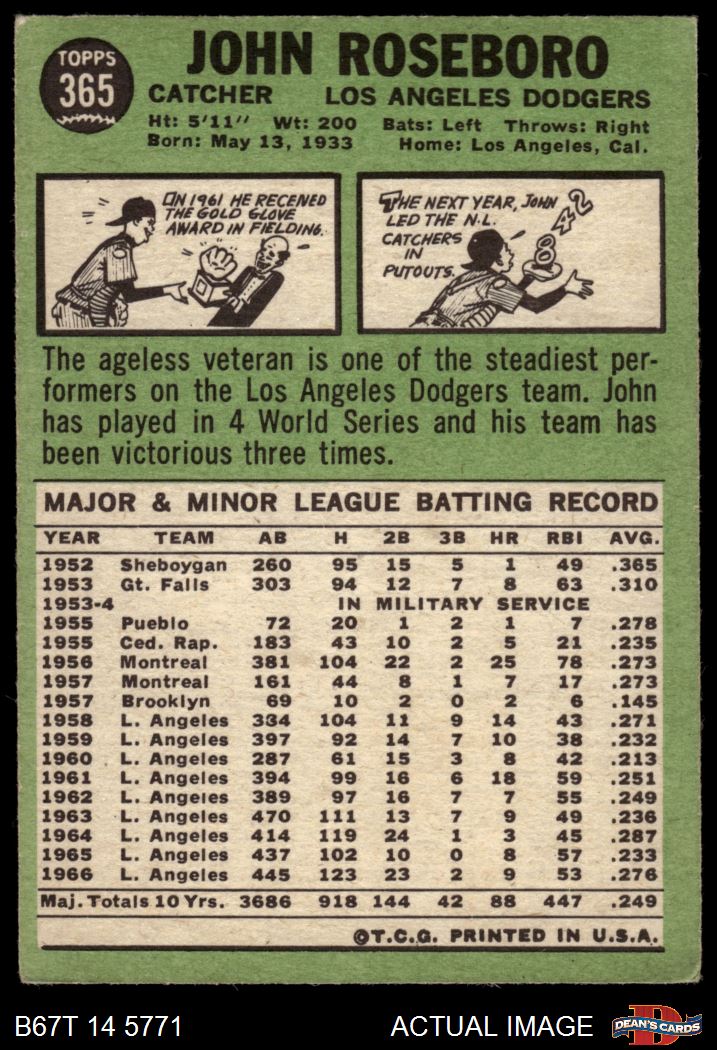 TOPPS
365
JOHN ROSEBORO
CATCHER LOS ANGELES DODGERS
Ht: 5'11" Wt: 200 Bats: Left Throws: Right
Born: May 13, 1933 Home: Los Angeles, Cal.
IN 1961 HE RECEIVED
THE GOLD GLOVE
AWARD IN FIELDING.
THE NEXT YEAR, JOHN
LED THE N.L.
CATCHERS
IN
PUTOUTS.
842
The ageless veteran is one of the steadiest per-
formers on the Los Angeles Dodgers team. John
has played in 4 World Series and his team has
been victorious three times.
MAJOR & MINOR LEAGUE BATTING RECORD
YEAR TEAM AB H 2B 3B HR RBI AVG.
1952 Sheboygan 260 95 15 5 1 49 .365
1953 Gt. Falls 303 94 12 7 8 63 .310
1953-4 IN MILITARY SERVICE
1955 Pueblo 72 20 1 2 1 7 .278
1955 Ced. Rap. 183 43 10 2 5 21 .235
1956 Montreal 381 104 22 2 25 78 .273
1957 Montreal 161 44 8 1 7 17 .273
1957 Brooklyn 69 10 2 0 2 6 .145
1958 L. Angeles 334 104 11 9 14 43 .271
1959 L. Angeles 397 92 14 7 10 38 .232
1960 L. Angeles 287 61 15 3 8 42 .213
1961 L. Angeles 394 99 16 6 18 59 .251
1962 L. Angeles 389 97 16 7 7 55 .249
1963 L. Angeles 470 111 13 7 9 49 .236
1964 L. Angeles 414 119 24 1 3 45 .287
1965 L. Angeles 437 102 10 0 8 57 .233
1966 L. Angeles 445 123 23 2 9 53 .276
Maj. Totals 10 Yrs. 3686 918 144 42 88 447 .249
©T.C.G. PRINTED IN U.S.A.
B67T 14 5771 ACTUAL IMAGE
D
DEAN'S CARDS